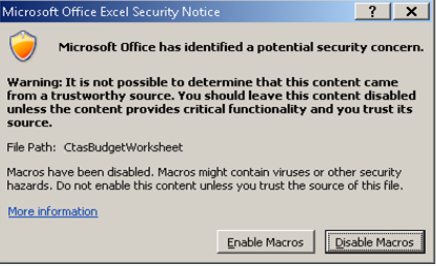 Microsoft Office Excel Security Notice
Microsoft Office has identified a potential security concern.
Warning: It is not possible to determine that this content came
from a trustworthy source. You should leave this content disabled
unless the content provides critical functionality and you trust its
source.
File Path: CtasBudgetWorksheet
Macros have been disabled. Macros might contain viruses or other security
hazards. Do not enable this content unless you trust the source of this file.
More information
Enable Macros Disable Macros